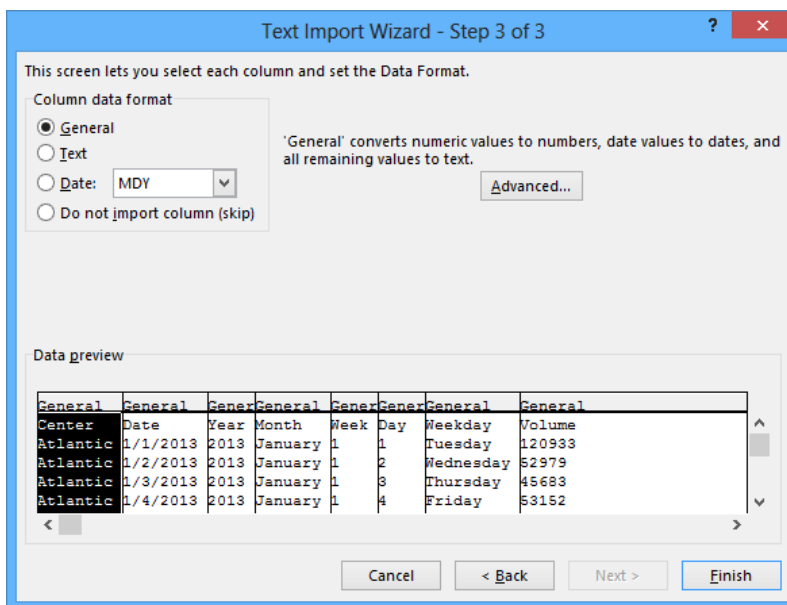 Text Import Wizard - Step 3 of 3
?
This screen lets you select each column and set the Data Format.
Column data format
General
Text
Date: MDY
Do not import column (skip)
'General' converts numeric values to numbers, date values to dates, and
all remaining values to text.
Advanced...
Data preview
General General Gener General Gener Gener General General
Center Date Year Month Week Day Weekday Volume
Atlantic 1/1/2013 2013 January 1 1 Tuesday 120933
Atlantic 1/2/2013 2013 January 1 2 Wednesday 52979
Atlantic 1/3/2013 2013 January 1 3 Thursday 45683
Atlantic 1/4/2013 2013 January 1 4 Friday 53152
Cancel < Back Next > Finish